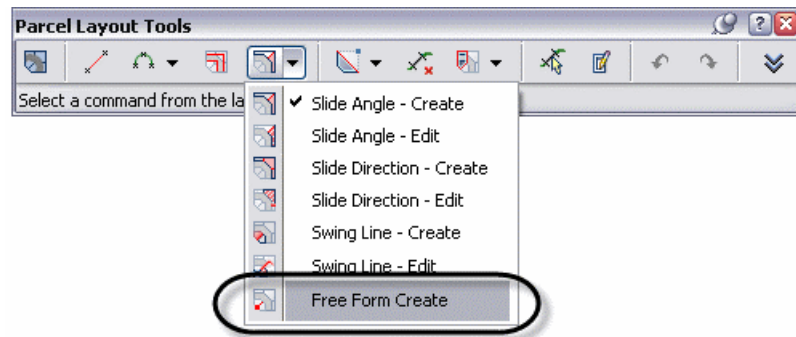 Parcel Layout Tools
?
Select a command from the la
Slide Angle - Create
Slide Angle - Edit
Slide Direction - Create
Slide Direction - Edit
Swing Line - Create
Swing Line - Edit
Free Form Create